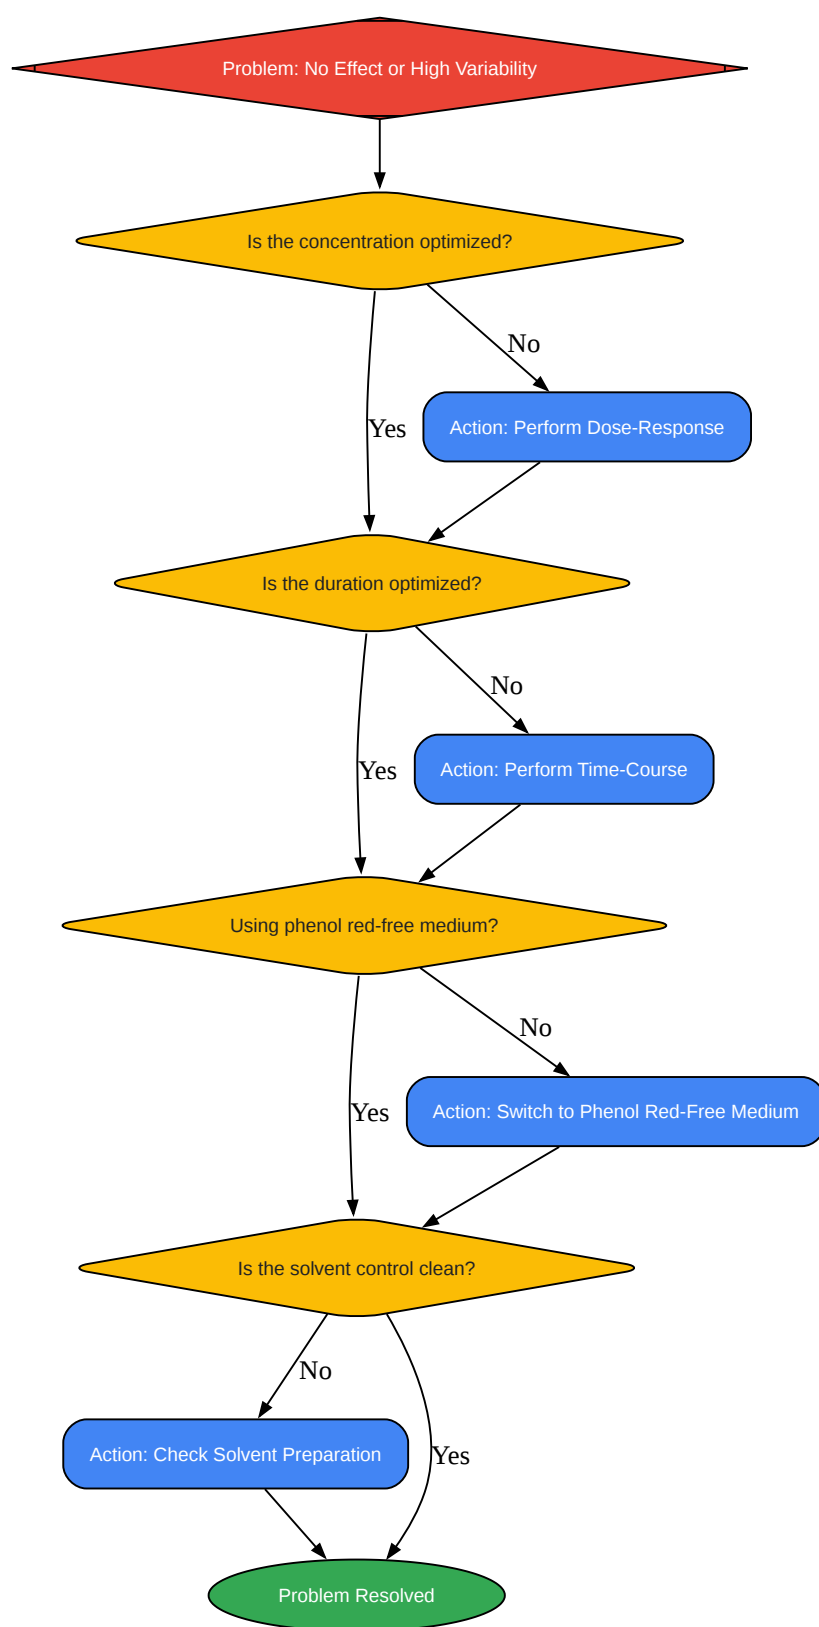 Problem: No Effect or High Variability
Is the concentration optimized?
No
Yes
Action: Perform Dose-Response
Is the duration optimized?
No
Yes
Action: Perform Time-Course
Using phenol red-free medium?
No
Yes
Action: Switch to Phenol Red-Free Medium
Is the solvent control clean?
No
Action: Check Solvent Preparation
Yes
Problem Resolved